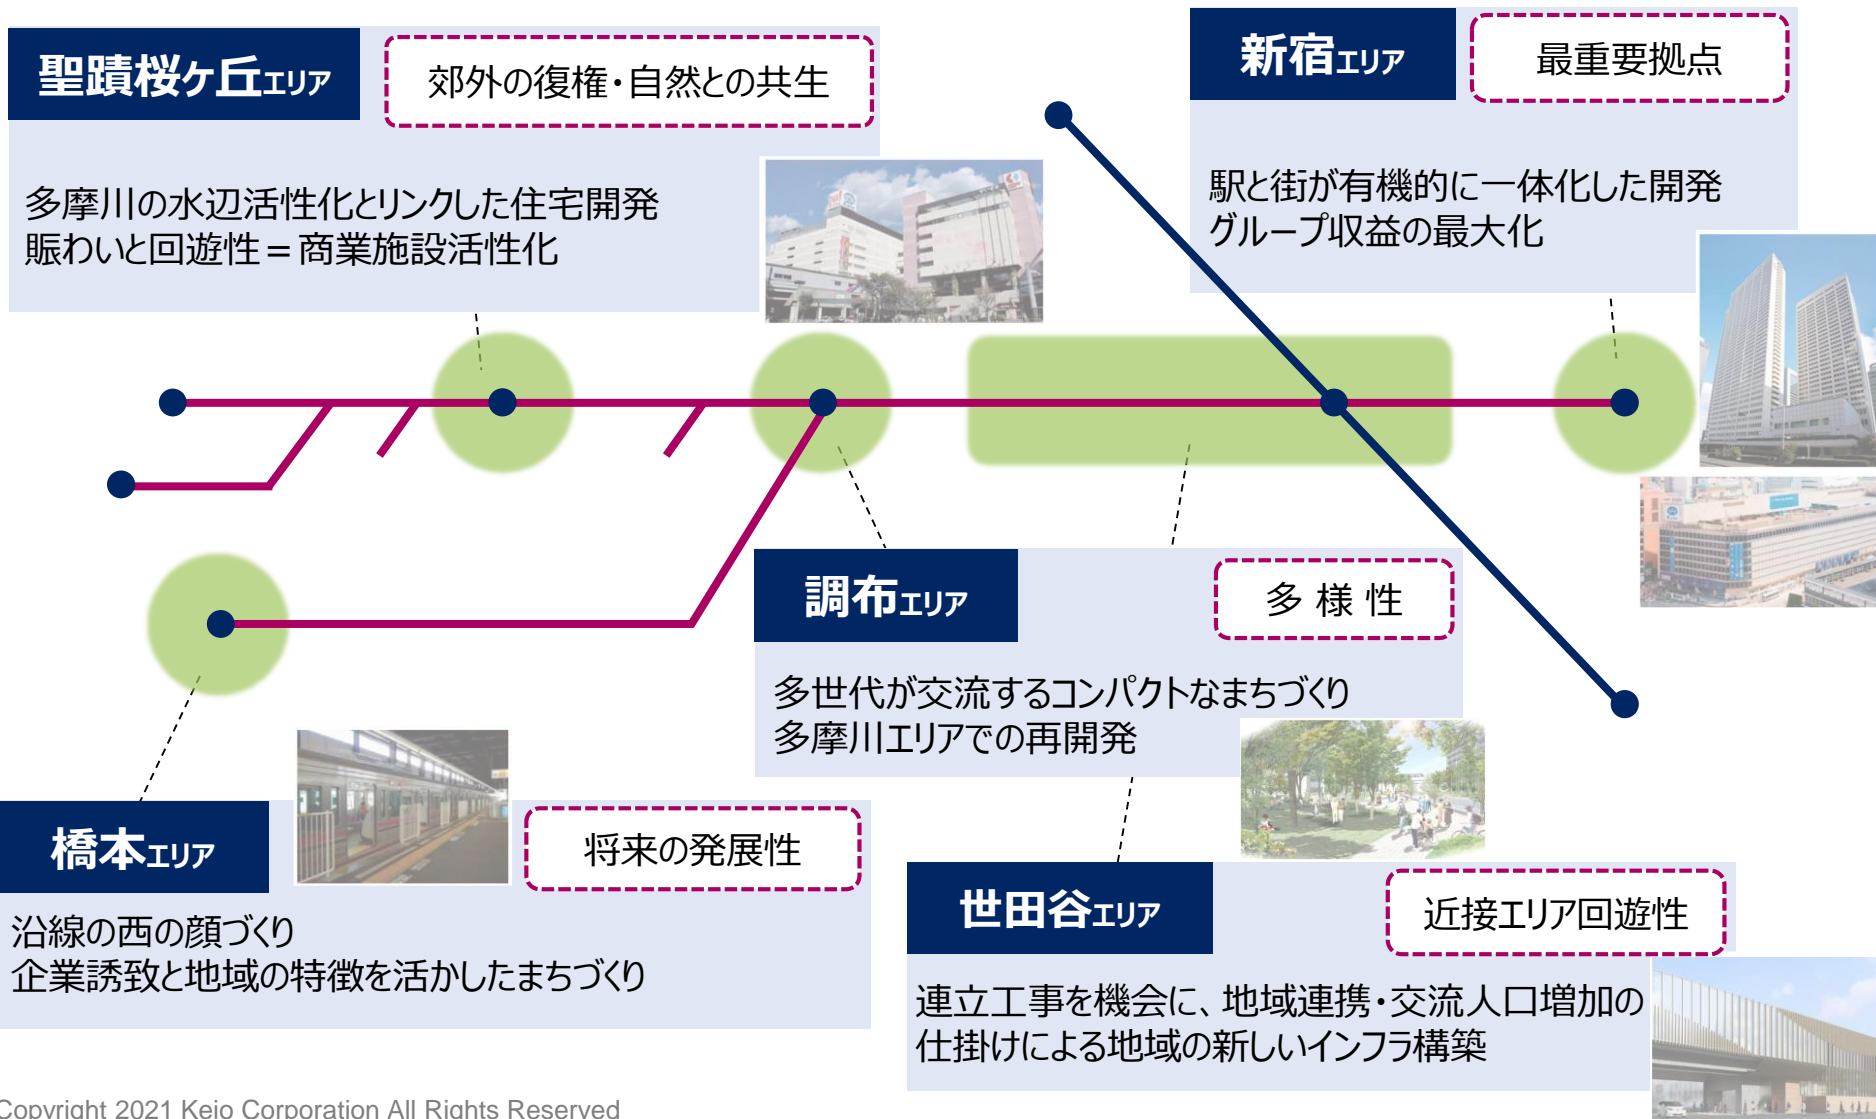 聖蹟桜ヶ丘エリア
郊外の復権・自然との共生
多摩川の水辺活性化とリンクした住宅開発
賑わいと回遊性＝商業施設活性化
新宿エリア
最重要拠点
駅と街が有機的に一体化した開発
グループ収益の最大化
調布エリア
多 様 性
多世代が交流するコンパクトなまちづくり
多摩川エリアでの再開発
橋本エリア
将来の発展性
沿線の西の顔づくり
企業誘致と地域の特徴を活かしたまちづくり
世田谷エリア
近接エリア回遊性
連立工事を機会に、地域連携・交流人口増加の
仕掛けによる地域の新しいインフラ構築
Copyright 2021 Keio Corporation All Rights Reserved